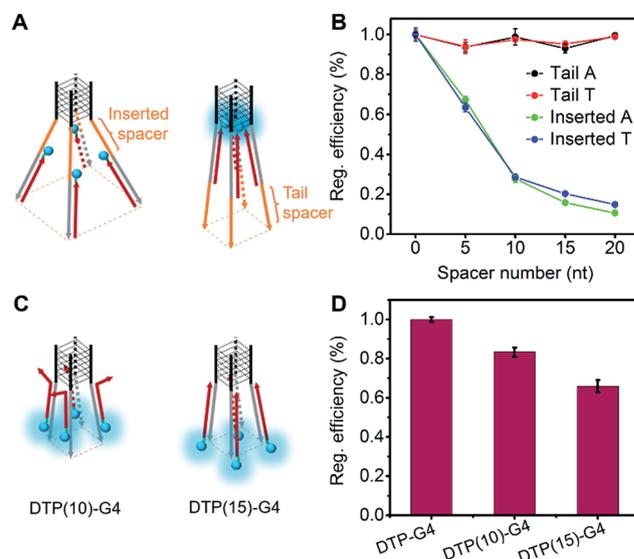 A
Inserted
spacer
Tail
spacer
B
Reg. efficiency (%)
1.0
0.8
0.6
0.4
0.2
0.0
Tail A
Tail T
Inserted A
Inserted T
0 5 10 15 20
Spacer number (nt)
C
DTP(10)-G4 DTP(15)-G4
D
Reg. efficiency (%)
1.0
0.8
0.6
0.4
0.2
0.0
DTP-G4 DTP(10)-G4 DTP(15)-G4